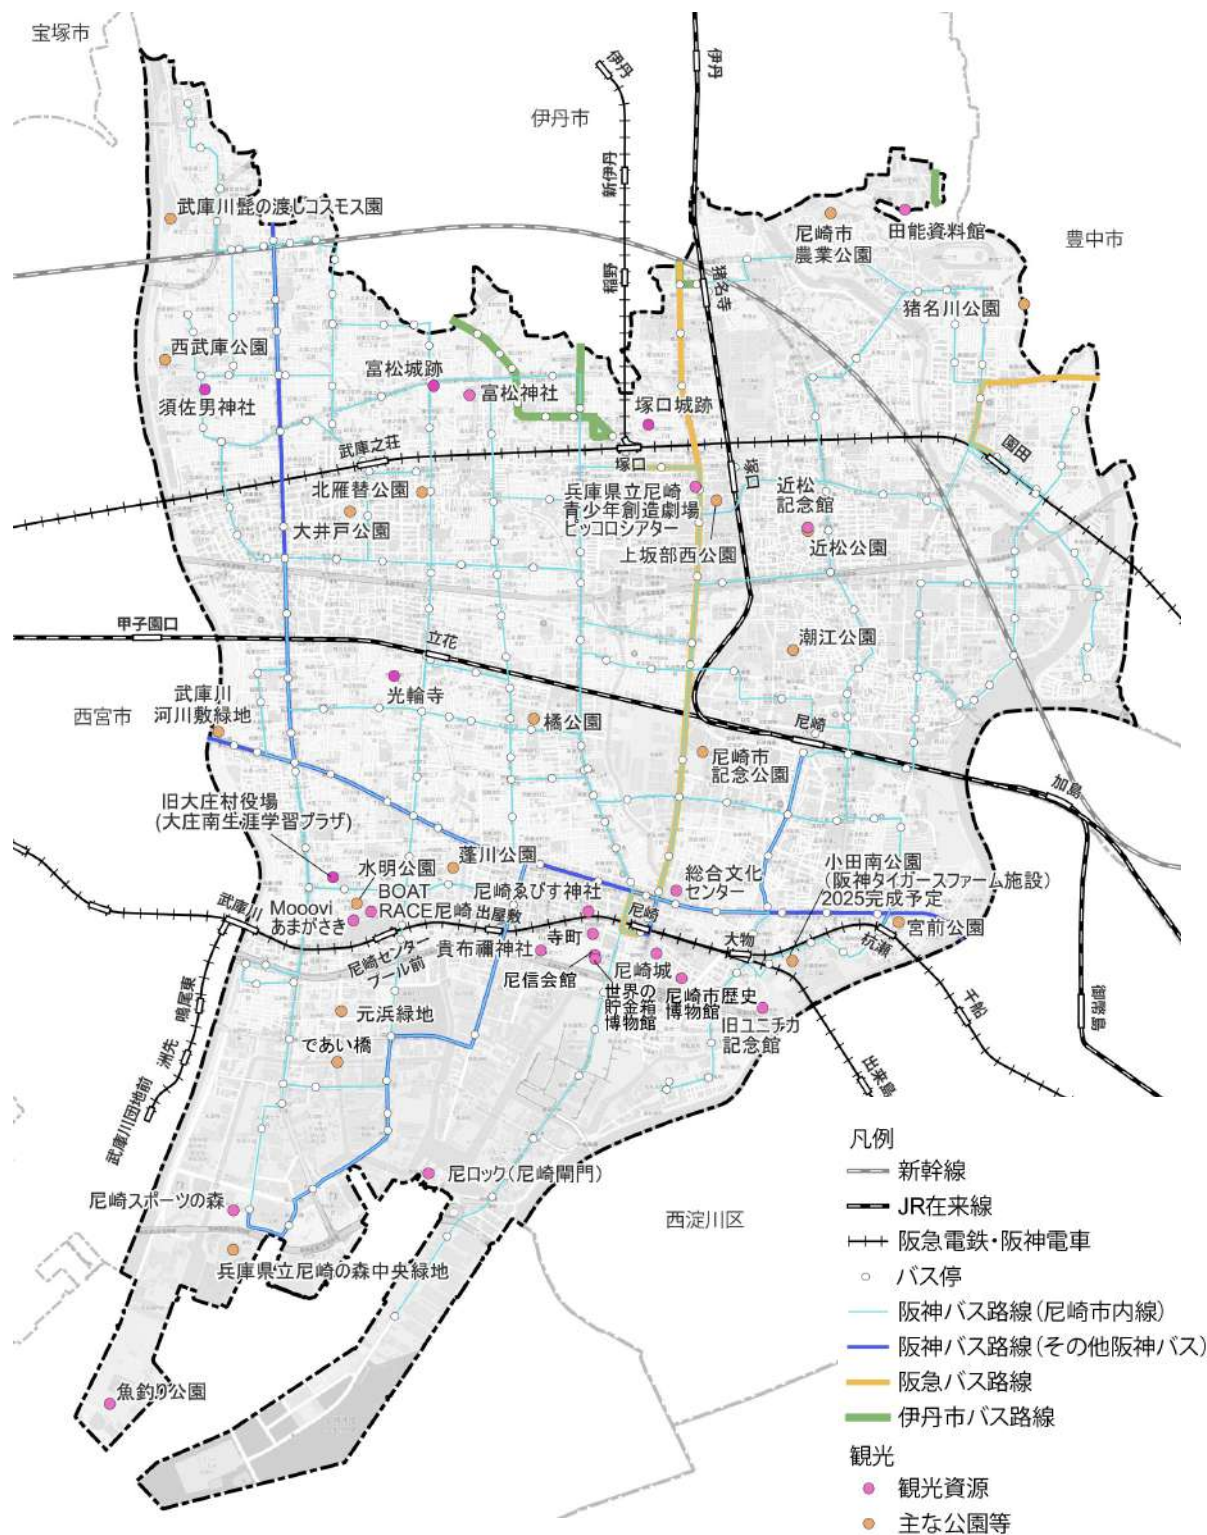 宝塚市
伊丹
伊丹
伊丹市
新伊丹
武庫川髭の渡しコスモス園
田能資料館
尼崎市
農業公園
豊中市
稲野
猪名寺
猪名川公園
西武庫公園
富松城跡
富松神社
須佐男神社
塚口城跡
武庫之荘
塚口
塚口
園田
北雁替公園
兵庫県立尼崎
青少年創造劇場
ピッコロシアター
近松
記念館
大井戸公園
上坂部西公園
近松公園
甲子園口
立花
潮江公園
武庫川
河川敷緑地
光輪寺
西宮市
橘公園
尼崎
尼崎市
記念公園
加島
旧大庄村役場
(大庄南生涯学習プラザ)
水明公園
蓬川公園
総合文化
センター
小田南公園
(阪神タイガースファーム施設)
2025完成予定
BOAT
RACE尼崎
尼崎ゑびす神社
武庫川
Mooovi
あまがさき
出屋敷
尼崎
宮前公園
寺町
大物
杭瀬
尼崎センター
プール前
貴布禰神社
尼信会館
尼崎城
世界の
貯金箱
博物館
尼崎市歴史
博物館
旧ユニチカ
記念館
鳴尾東
元浜緑地
千船
御幣島
洲先
であい橋
出来島
武庫川団地前
尼ロック(尼崎閘門)
尼崎スポーツの森
西淀川区
兵庫県立尼崎の森中央緑地
魚釣り公園
凡例
新幹線
JR在来線
阪急電鉄・阪神電車
バス停
阪神バス路線(尼崎市内線)
阪神バス路線(その他阪神バス)
阪急バス路線
伊丹市バス路線
観光
観光資源
主な公園等